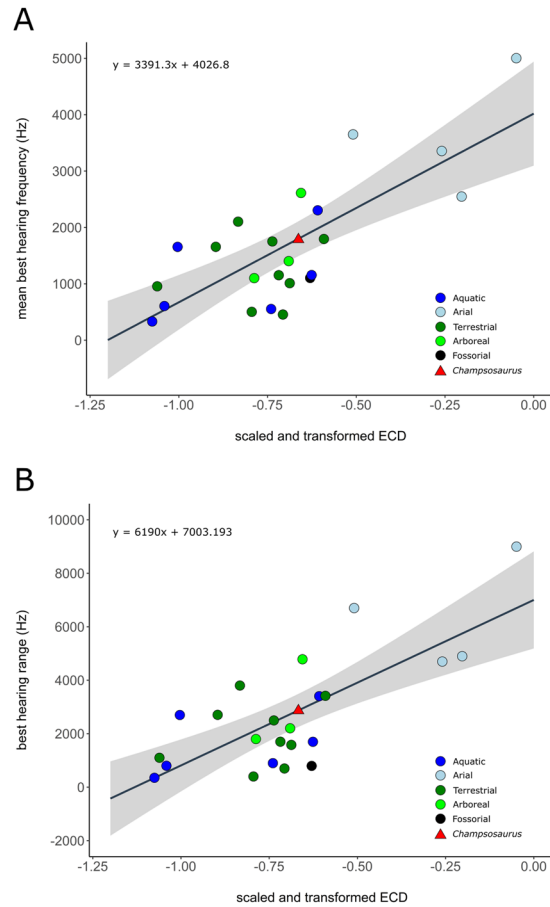 A
y = 3391.3x + 4026.8
mean best hearing frequency (Hz)
5000
4000
3000
2000
1000
0
Aquatic
Arial
Terrestrial
Arboreal
Fossorial
Champsosaurus
-1.25 -1.00 -0.75 -0.50 -0.25 0.00
scaled and transformed ECD
B
y = 6190x + 7003.193
best hearing range (Hz)
10000
8000
6000
4000
2000
0
-2000
Aquatic
Arial
Terrestrial
Arboreal
Fossorial
Champsosaurus
-1.25 -1.00 -0.75 -0.50 -0.25 0.00
scaled and transformed ECD